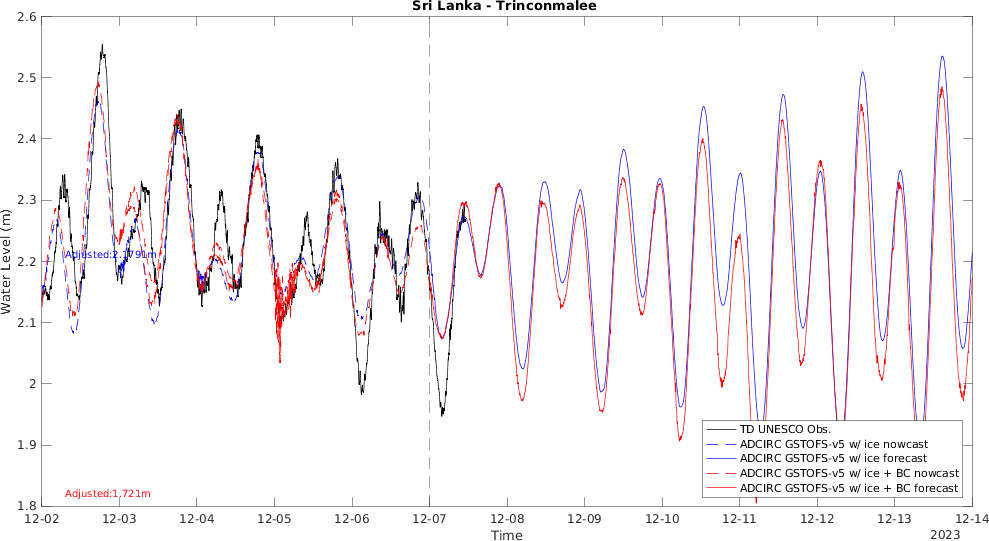 Sri Lanka - Trinconmalee
2.6
2.5
2.4
2.3
2.2
2.1
2
1.9
1.8
Water Level (m)
Adjusted:2.1791m
Adjusted:1.721m
TD UNESCO Obs.
ADCIRC GSTOFS-v5 w/ ice nowcast
ADCIRC GSTOFS-v5 w/ ice forecast
ADCIRC GSTOFS-v5 w/ ice + BC nowcast
ADCIRC GSTOFS-v5 w/ ice + BC forecast
12-02 12-03 12-04 12-05 12-06 12-07 12-08 12-09 12-10 12-11 12-12 12-13 12-14
Time
2023